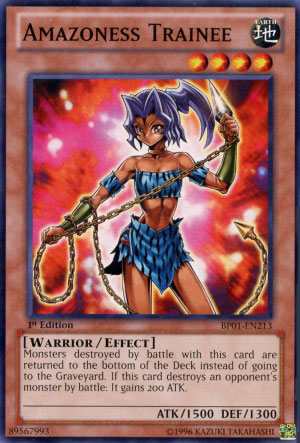 AMAZONESS TRAINEE
EARTH
地
1st Edition
BP01-EN213
[WARRIOR/EFFECT]
Monsters destroyed by battle with this card are
returned to the bottom of the Deck instead of going
to the Graveyard. If this card destroys an opponent's
monster by battle: It gains 200 ATK.
ATK/1500 DEF/1300
89567993
©1996 KAZUKI TAKAHASHI